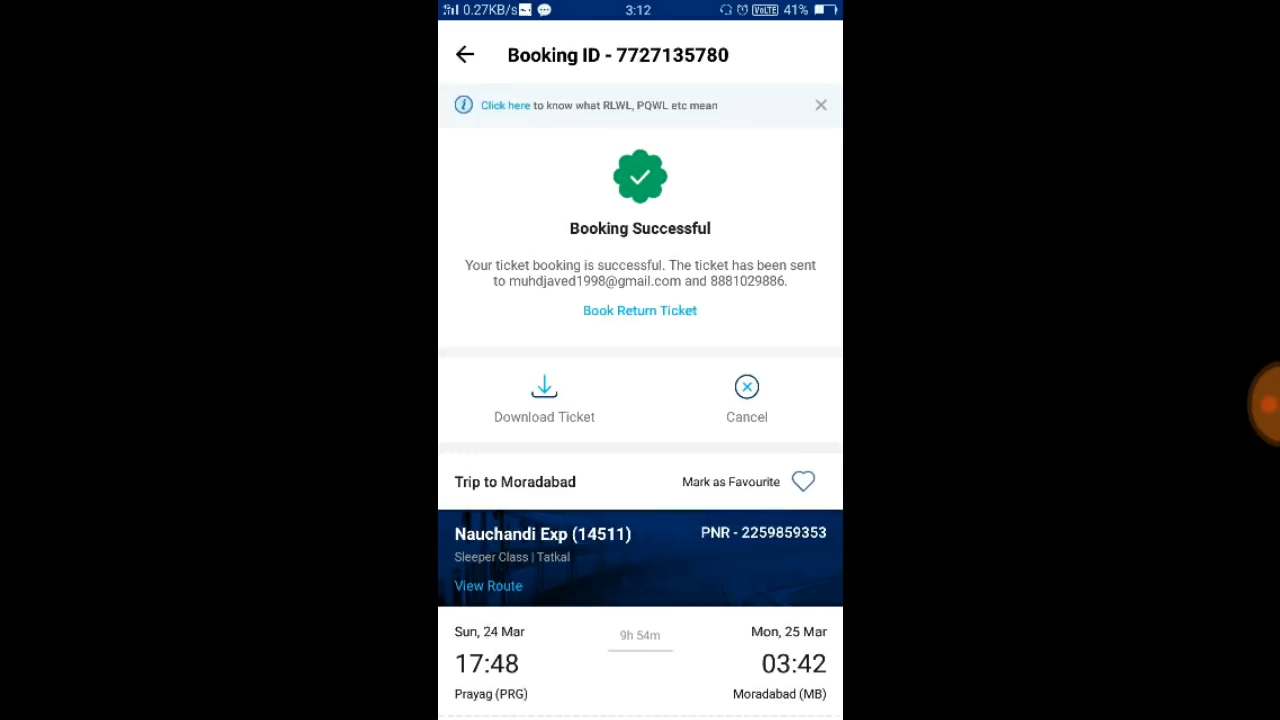 0.27KB/s 3:12 VoLTE 41%
Booking ID - 7727135780
Click here to know what RLWL, PQWL etc mean
Booking Successful
Your ticket booking is successful. The ticket has been sent
to muhdjaved1998@gmail.com and 8881029886.
Book Return Ticket
Download Ticket Cancel
Trip to Moradabad Mark as Favourite
Nauchandi Exp (14511) PNR - 2259859353
Sleeper Class | Tatkal
View Route
Sun, 24 Mar 9h 54m Mon, 25 Mar
17:48 03:42
Prayag (PRG) Moradabad (MB)